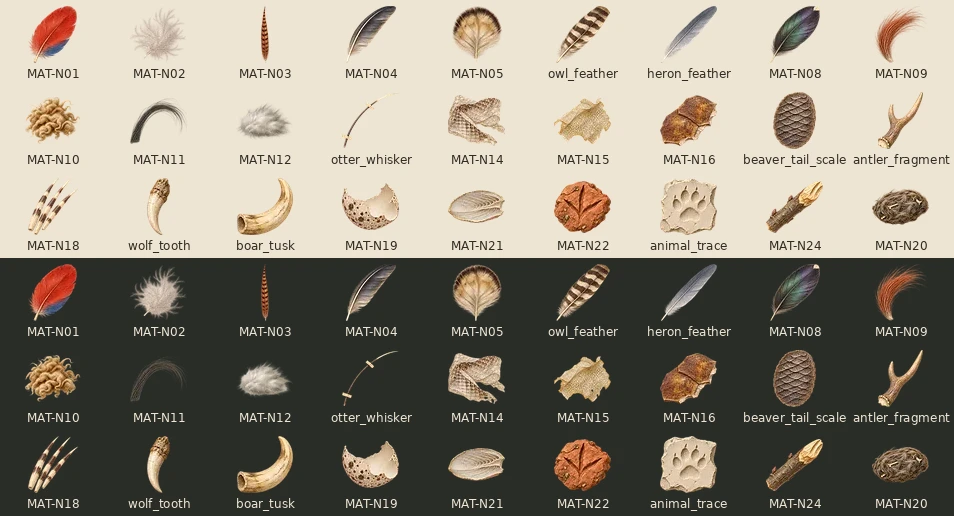 MAT-N01 MAT-N02 MAT-N03 MAT-N04 MAT-N05 owl_feather heron_feather MAT-N08 MAT-N09
MAT-N10 MAT-N11 MAT-N12 otter_whisker MAT-N14 MAT-N15 MAT-N16 beaver_tail_scale antler_fragment
MAT-N18 wolf_tooth boar_tusk MAT-N19 MAT-N21 MAT-N22 animal_trace MAT-N24 MAT-N20
MAT-N01 MAT-N02 MAT-N03 MAT-N04 MAT-N05 owl_feather heron_feather MAT-N08 MAT-N09
MAT-N10 MAT-N11 MAT-N12 otter_whisker MAT-N14 MAT-N15 MAT-N16 beaver_tail_scale antler_fragment
MAT-N18 wolf_tooth boar_tusk MAT-N19 MAT-N21 MAT-N22 animal_trace MAT-N24 MAT-N20